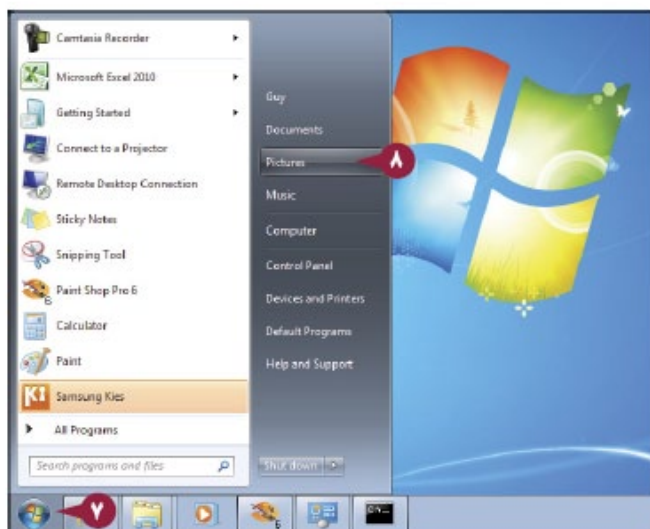 Camtasia Recorder
Microsoft Excel 2010
Getting Started
Connect to a Projector
Remote Desktop Connection
Sticky Notes
Snipping Tool
Paint Shop Pro 6
Calculator
Paint
Samsung Kies
All Programs
Search programs and files
Guy
Documents
Pictures
٨
Music
Computer
Control Panel
Devices and Printers
Default Programs
Help and Support
Shut down
٧